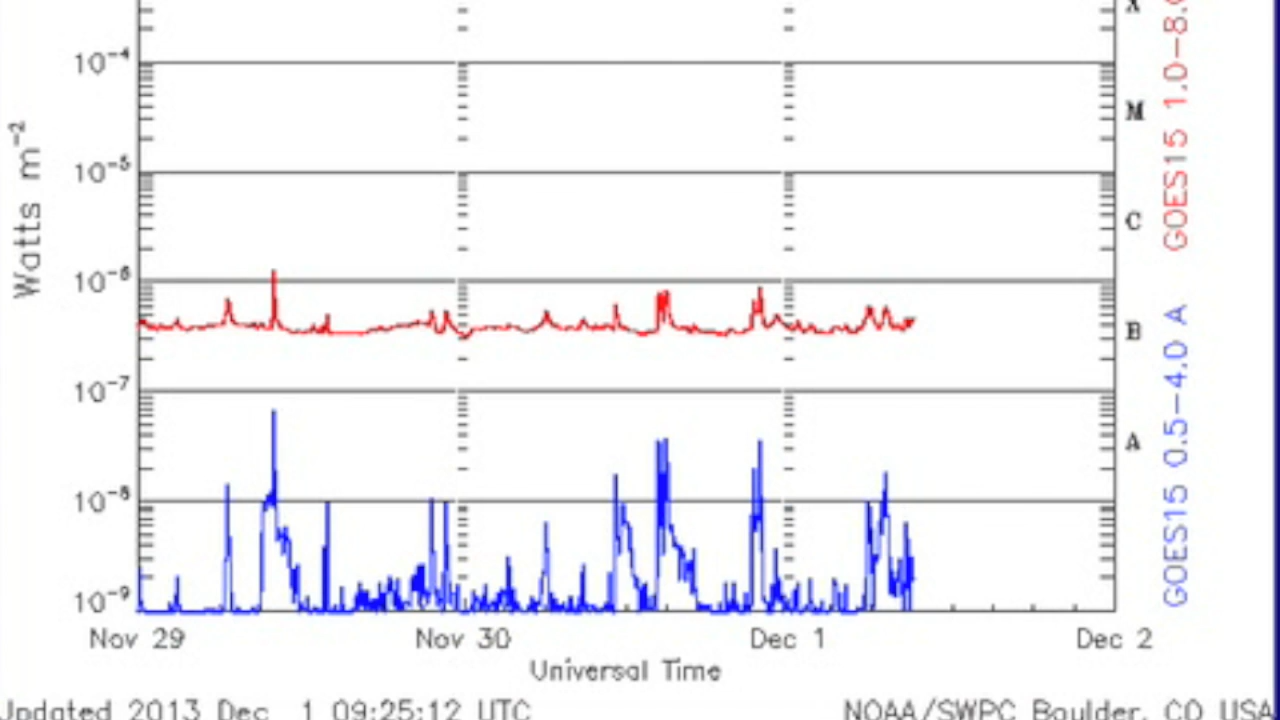 X
10⁻⁴
M
Watts m⁻²
10⁻⁵
C
10⁻⁶
B
10⁻⁷
A
10⁻⁸
10⁻⁹
Nov 29 Nov 30 Dec 1 Dec 2
Universal Time
GOES15 1.0-8.0
GOES15 0.5-4.0 A
Updated 2013 Dec 1 09:25:12 UTC
NOAA/SWPC Boulder, CO USA